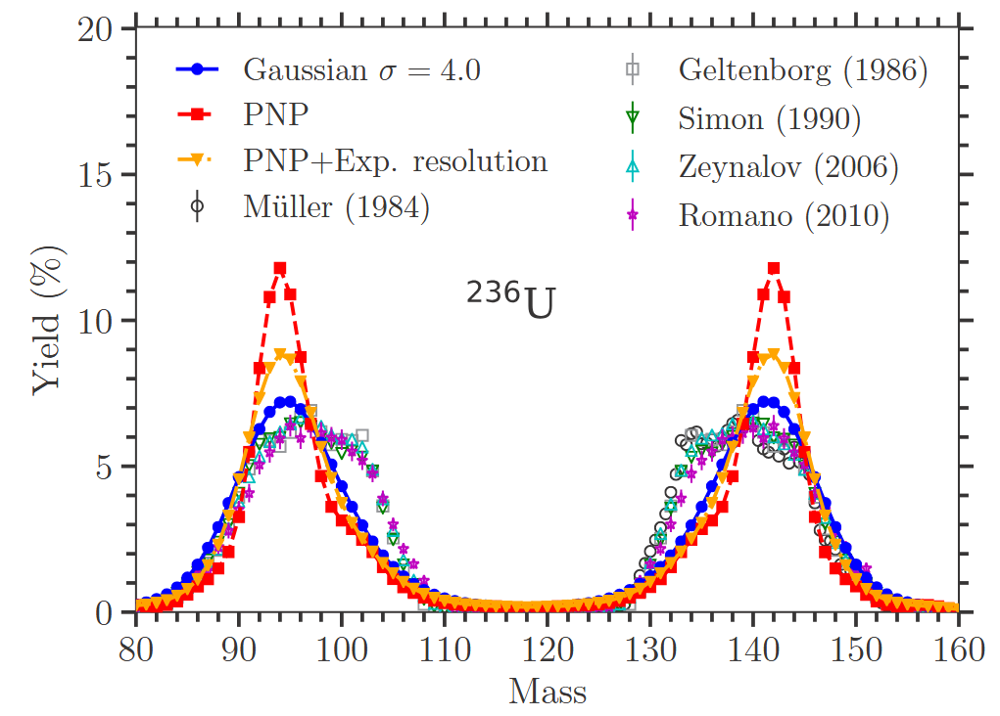 20
15
10
5
0
Yield (%)
Gaussian σ = 4.0
PNP
PNP+Exp. resolution
Müller (1984)
Geltenborg (1986)
Simon (1990)
Zeynalov (2006)
Romano (2010)
²³⁶U
80 90 100 110 120 130 140 150 160
Mass